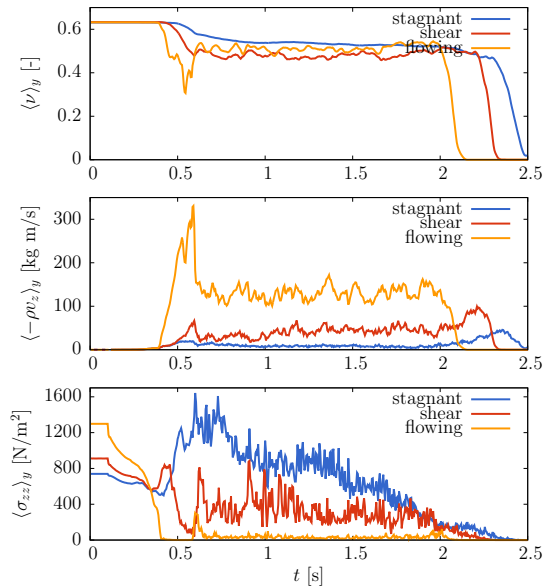 0.6
0.4
0.2
0
⟨ν⟩y [-]
stagnant
shear
flowing
0 0.5 1 1.5 2 2.5
300
200
100
0
⟨−ρvz⟩y [kg m/s]
stagnant
shear
flowing
0 0.5 1 1.5 2 2.5
1600
1200
800
400
0
⟨σzz⟩y [N/m²]
stagnant
shear
flowing
0 0.5 1 1.5 2 2.5
t [s]